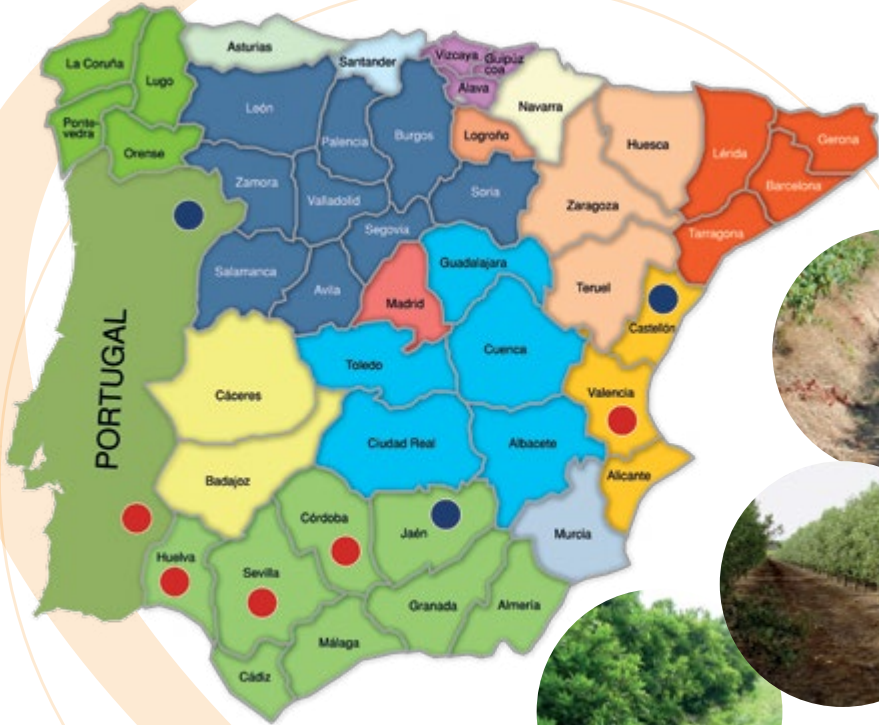 La Coruña
Lugo
Asturias
Santander
Vizcaya
Guipúz
coa
Alava
Navarra
Ponte-
vedra
Orense
León
Palencia
Burgos
Logroño
Huesca
Lérida
Gerona
Barcelona
Zamora
Valladolid
Soria
Zaragoza
Tarragona
Segovia
Salamanca
Avila
Madrid
Guadalajara
Teruel
Castellón
PORTUGAL
Cáceres
Toledo
Cuenca
Valencia
Badajoz
Ciudad Real
Albacete
Alicante
Huelva
Sevilla
Córdoba
Jaén
Murcia
Granada
Almería
Málaga
Cádiz